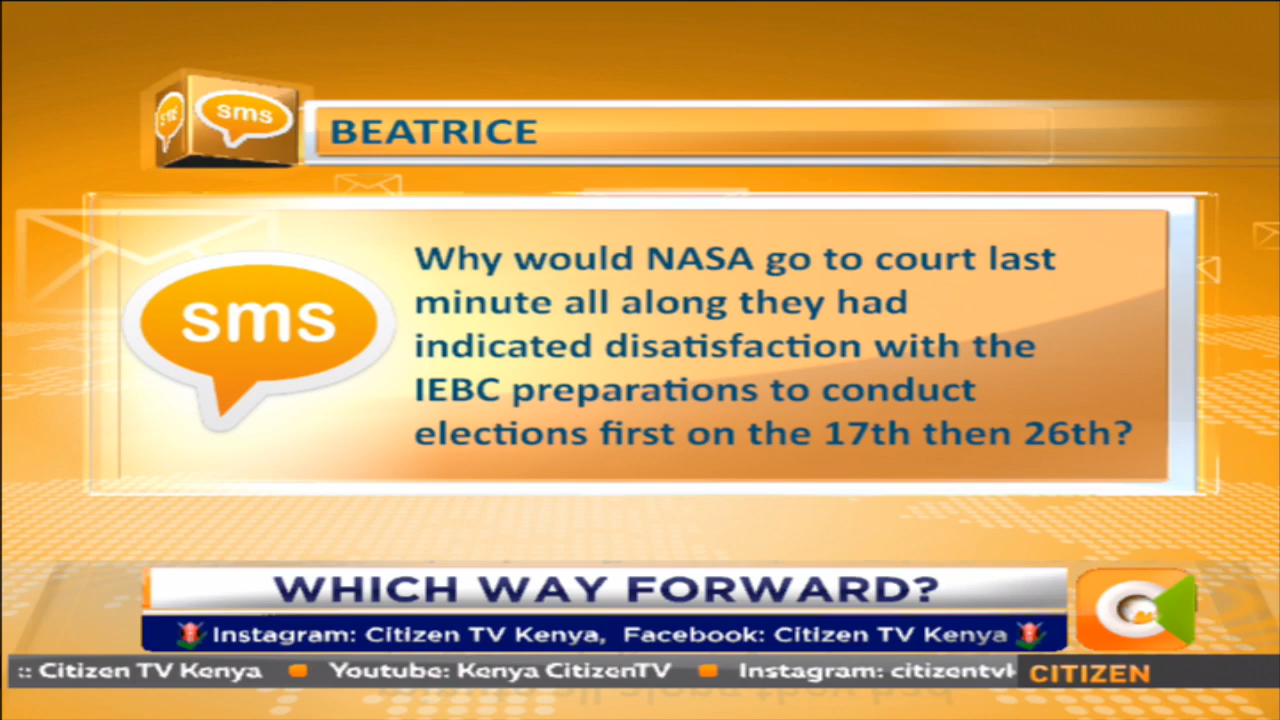 sms
BEATRICE
sms
Why would NASA go to court last
minute all along they had
indicated disatisfaction with the
IEBC preparations to conduct
elections first on the 17th then 26th?
WHICH WAY FORWARD?
Instagram: Citizen TV Kenya, Facebook: Citizen TV Kenya
:: Citizen TV Kenya Youtube: Kenya CitizenTV Instagram: citizentvk CITIZEN